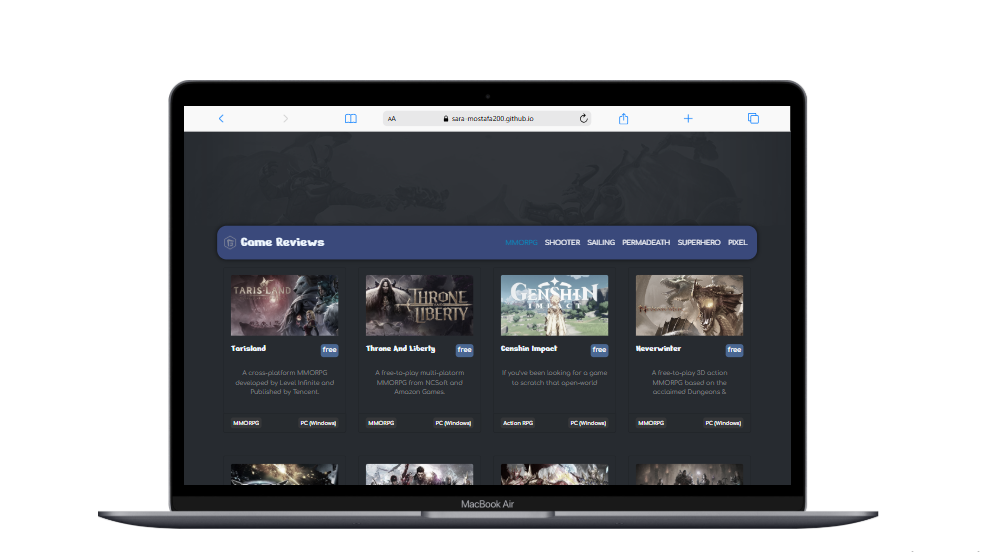 AA sara-mostafa200.github.io
Game Reviews MMORPG SHOOTER SAILING PERMADEATH SUPERHERO PIXEL
TARISLAND
THRONE
AND
LIBERTY
GENSHIN
IMPACT
Tarisland free
Throne And Liberty free
Genshin Impact free
Neverwinter free
A cross-platform MMORPG
developed by Level Infinite and
Published by Tencent.
A free-to-play multi-platorm
MMORPG from NCSoft and
Amazon Games.
If you've been looking for a game
to scratch that open-world
A free-to-play 3D action
MMORPG based on the
acclaimed Dungeons &
MMORPG PC (Windows)
MMORPG PC (Windows)
Action RPG PC (Windows)
MMORPG PC (Windows)
MacBook Air